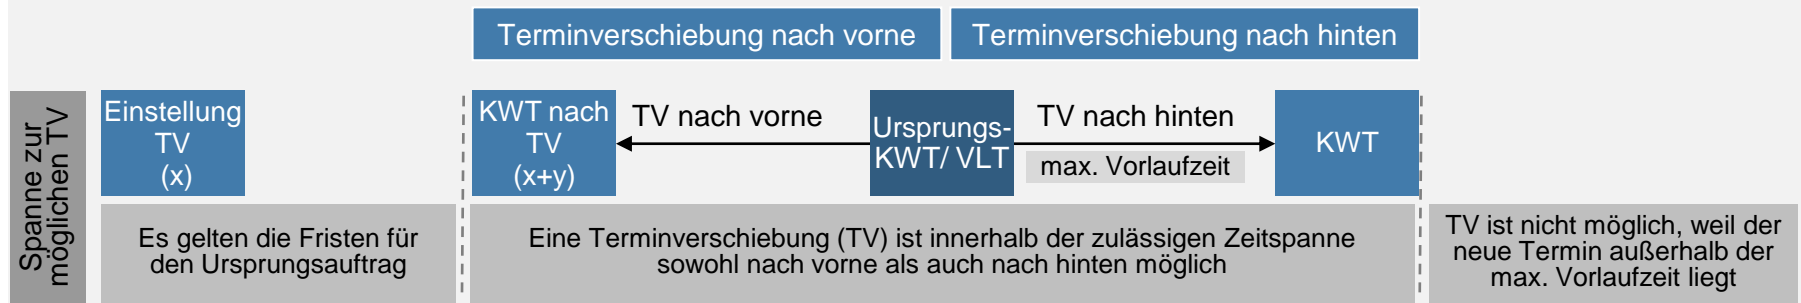 Terminverschiebung nach vorne
Terminverschiebung nach hinten
Spanne zur
möglichen TV
Einstellung
TV
(x)
KWT nach
TV
(x+y)
TV nach vorne
Ursprungs-
KWT/ VLT
TV nach hinten
max. Vorlaufzeit
KWT
Es gelten die Fristen für
den Ursprungsauftrag
Eine Terminverschiebung (TV) ist innerhalb der zulässigen Zeitspanne
sowohl nach vorne als auch nach hinten möglich
TV ist nicht möglich, weil der
neue Termin außerhalb der
max. Vorlaufzeit liegt